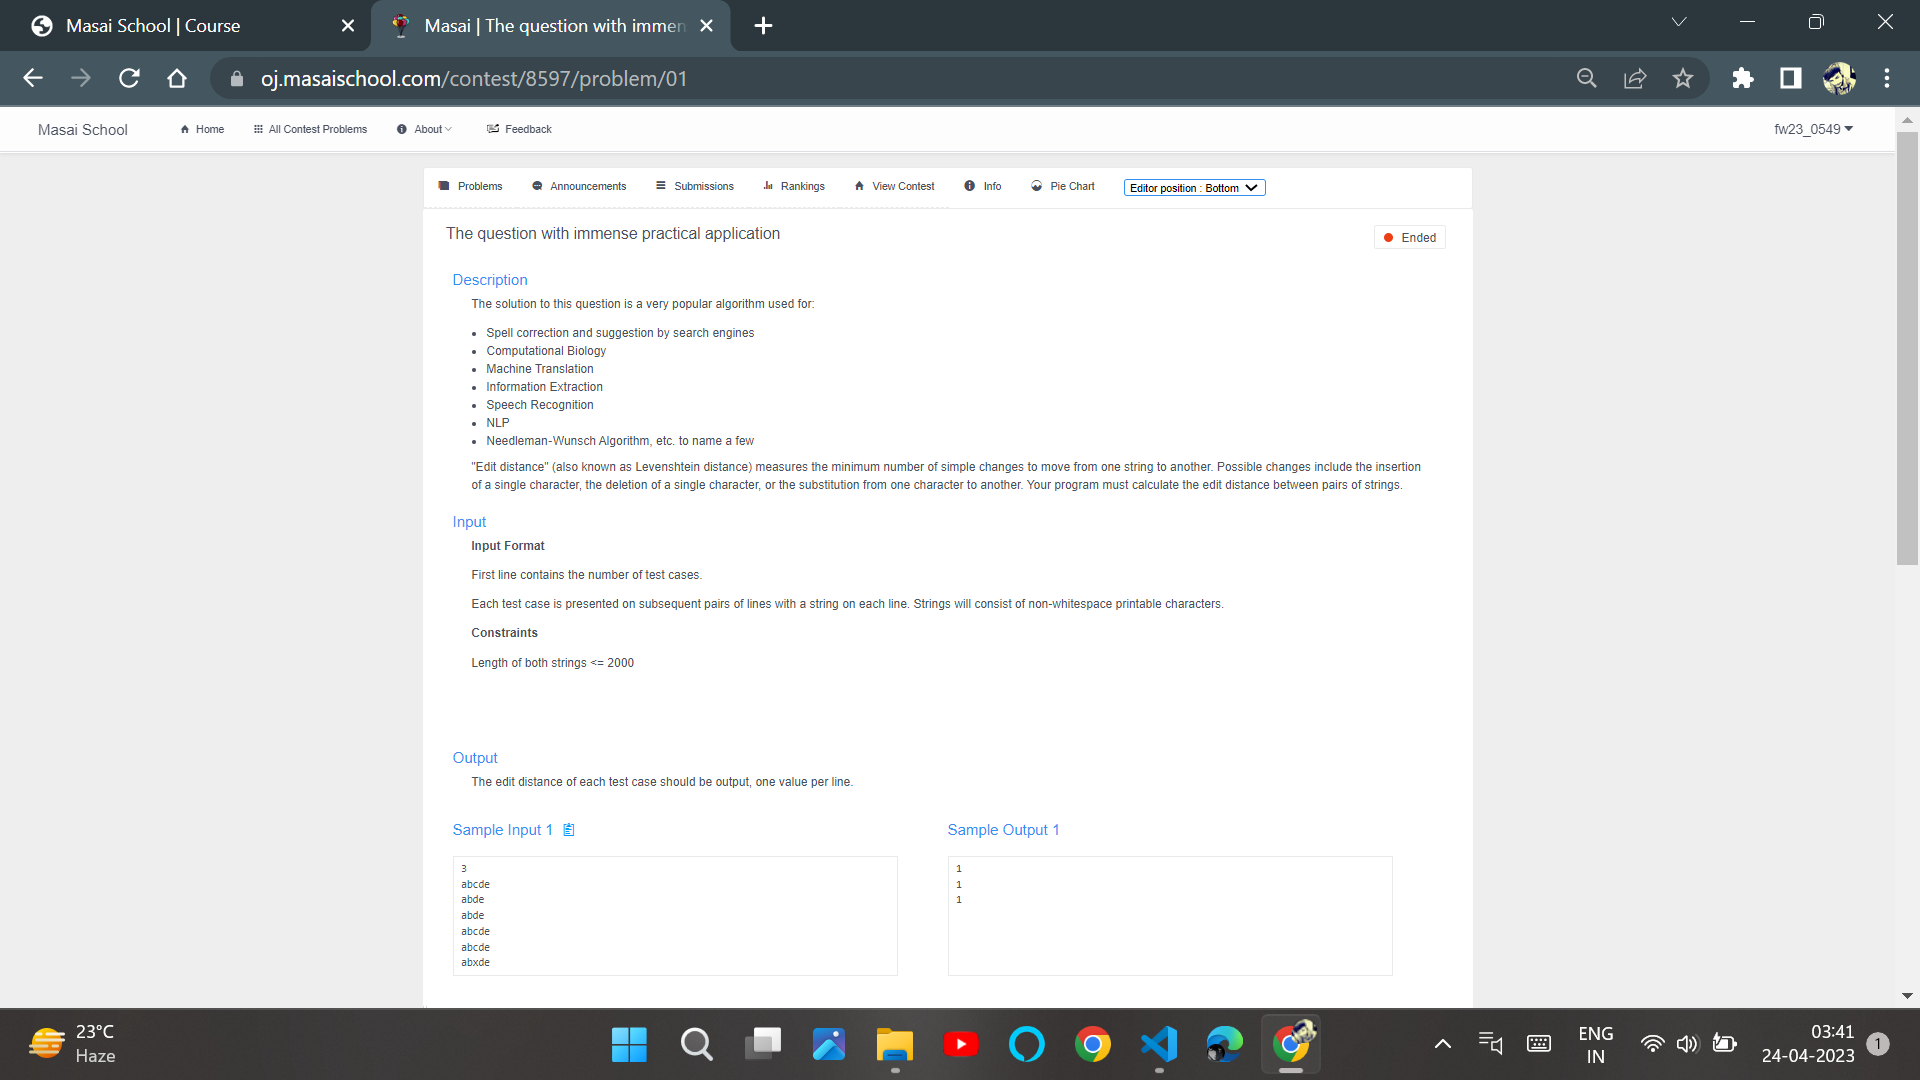 Masai School | Course
Masai | The question with immen
oj.masaischool.com/contest/8597/problem/01
Masai School
Home
All Contest Problems
About
Feedback
fw23_0549
Problems
Announcements
Submissions
Rankings
View Contest
Info
Pie Chart
Editor position : Bottom
The question with immense practical application
Ended
Description
The solution to this question is a very popular algorithm used for:
Spell correction and suggestion by search engines
Computational Biology
Machine Translation
Information Extraction
Speech Recognition
NLP
Needleman-Wunsch Algorithm, etc. to name a few
"Edit distance" (also known as Levenshtein distance) measures the minimum number of simple changes to move from one string to another. Possible changes include the insertion
of a single character, the deletion of a single character, or the substitution from one character to another. Your program must calculate the edit distance between pairs of strings.
Input
Input Format
First line contains the number of test cases.
Each test case is presented on subsequent pairs of lines with a string on each line. Strings will consist of non-whitespace printable characters.
Constraints
Length of both strings <= 2000
Output
The edit distance of each test case should be output, one value per line.
Sample Input 1
3
abcde
abde
abde
abcde
abcde
abxde
Sample Output 1
1
1
1
23°C
Haze
ENG
IN
03:41
24-04-2023
1